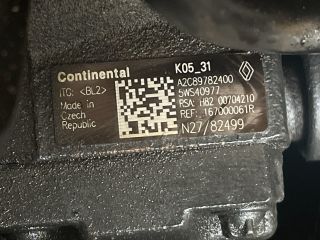 Continental K05_31
ITC: <BL2> A2C89782400
5WS40977
Made in RSA: H82 00704210
Czech REF: 167000061R
Republic N27/82499